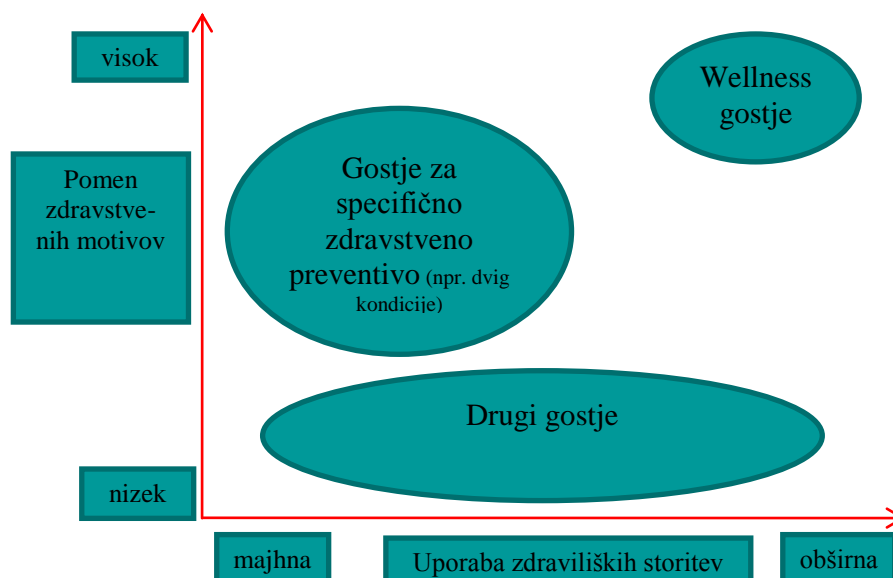 visok
Wellness
gostje
Gostje za
specifično
zdravstveno
preventivo (npr. dvig
kondicije)
Pomen
zdravstve-
nih motivov
Drugi gostje
nizek
majhna
Uporaba zdraviliških storitev
obširna